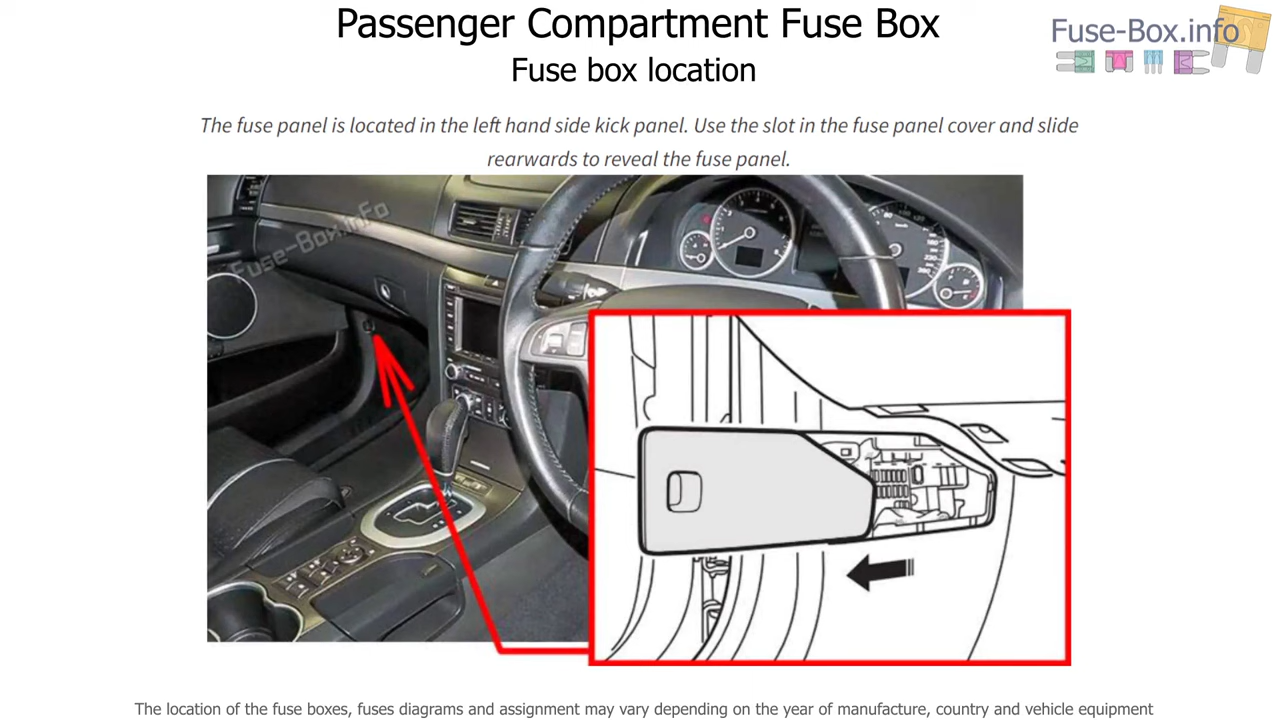 Passenger Compartment Fuse Box
Fuse-Box.info
Fuse box location
The fuse panel is located in the left hand side kick panel. Use the slot in the fuse panel cover and slide
rearwards to reveal the fuse panel.
Fuse-Box.info
The location of the fuse boxes, fuses diagrams and assignment may vary depending on the year of manufacture, country and vehicle equipment